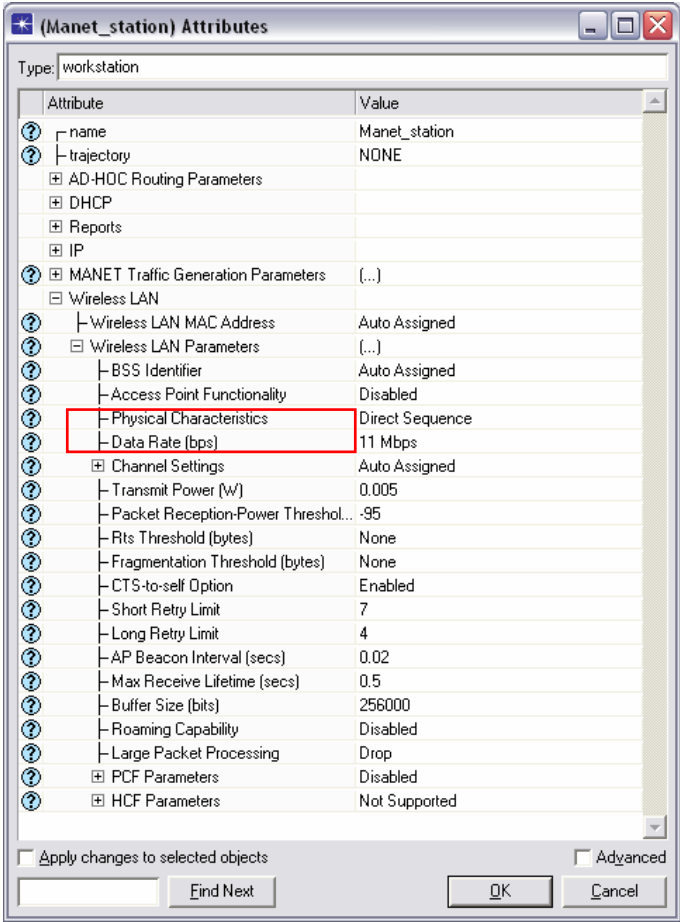 (Manet_station) Attributes
Type: workstation
Attribute Value
name Manet_station
trajectory NONE
AD-HOC Routing Parameters
DHCP
Reports
IP
MANET Traffic Generation Parameters (...)
Wireless LAN
Wireless LAN MAC Address Auto Assigned
Wireless LAN Parameters (...)
BSS Identifier Auto Assigned
Access Point Functionality Disabled
Physical Characteristics Direct Sequence
Data Rate (bps) 11 Mbps
Channel Settings Auto Assigned
Transmit Power (W) 0.005
Packet Reception-Power Threshol... -95
Rts Threshold (bytes) None
Fragmentation Threshold (bytes) None
CTS-to-self Option Enabled
Short Retry Limit 7
Long Retry Limit 4
AP Beacon Interval (secs) 0.02
Max Receive Lifetime (secs) 0.5
Buffer Size (bits) 256000
Roaming Capability Disabled
Large Packet Processing Drop
PCF Parameters Disabled
HCF Parameters Not Supported
Apply changes to selected objects Advanced
Find Next OK Cancel